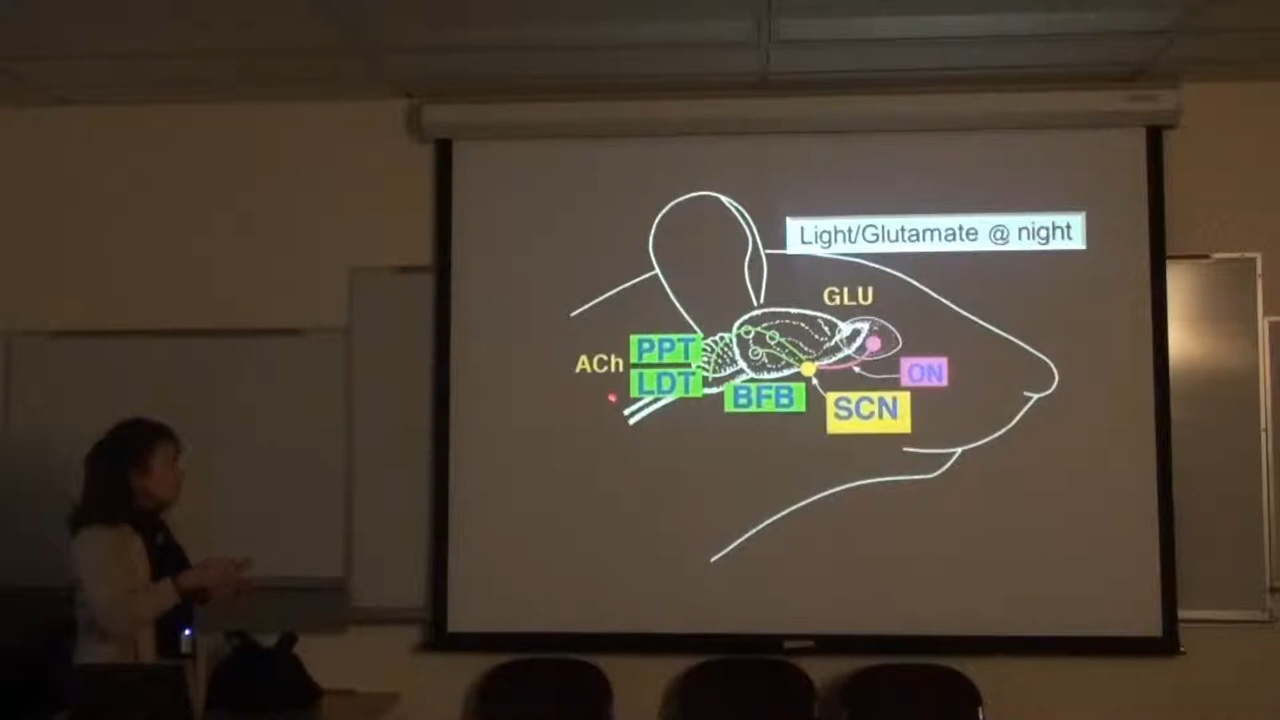 Light/Glutamate @ night
GLU
ACh
PPT
LDT
BFB
SCN
ON